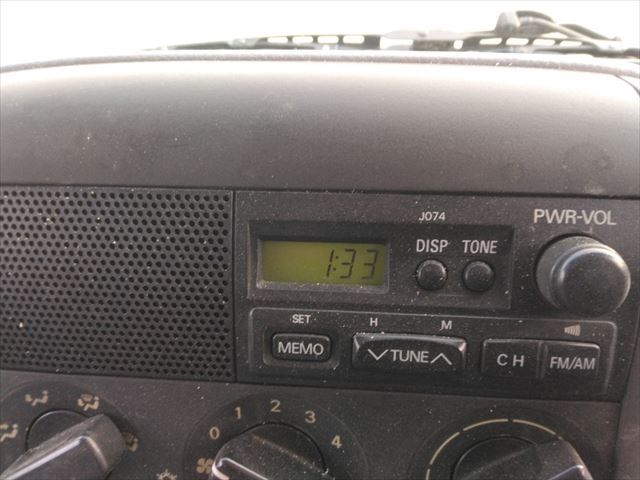 J074
PWR-VOL
DISP TONE
1:33
SET H M
MEMO TUNE CH FM/AM
0 1 2 3 4